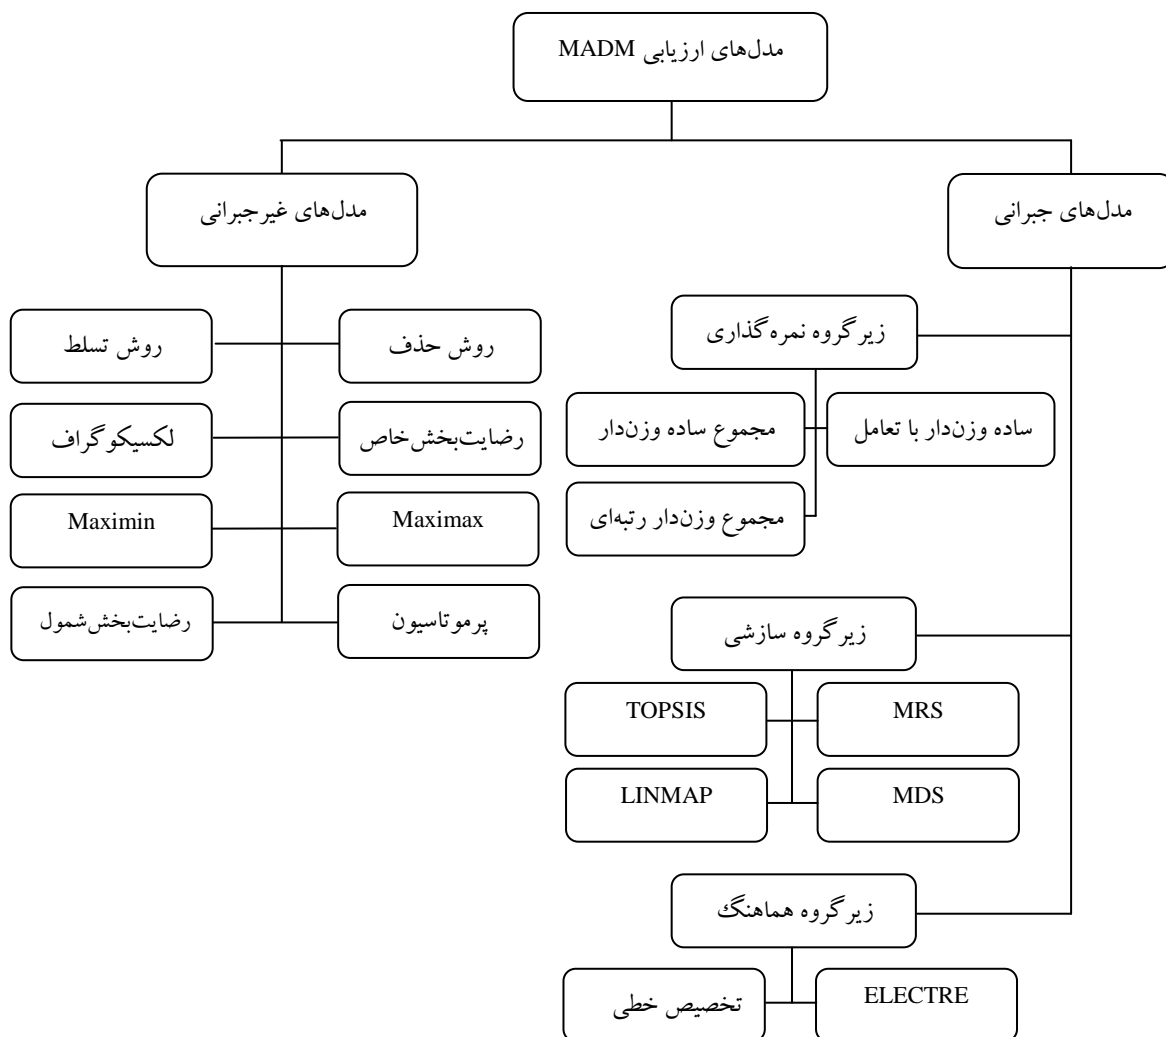 مدل‌های ارزیابی MADM
مدل‌های جبرانی
مدل‌های غیرجبرانی
زیرگروه نمره‌گذاری
ساده وزن‌دار با تعامل
مجموع ساده وزن‌دار
مجموع وزن‌دار رتبه‌ای
زیرگروه سازشی
MRS
TOPSIS
MDS
LINMAP
زیرگروه هماهنگ
ELECTRE
تخصیص خطی
روش حذف
روش تسلط
رضایت‌بخش خاص
لکسیکوگراف
Maximax
Maximin
پرموتاسیون
رضایت‌بخش شمول